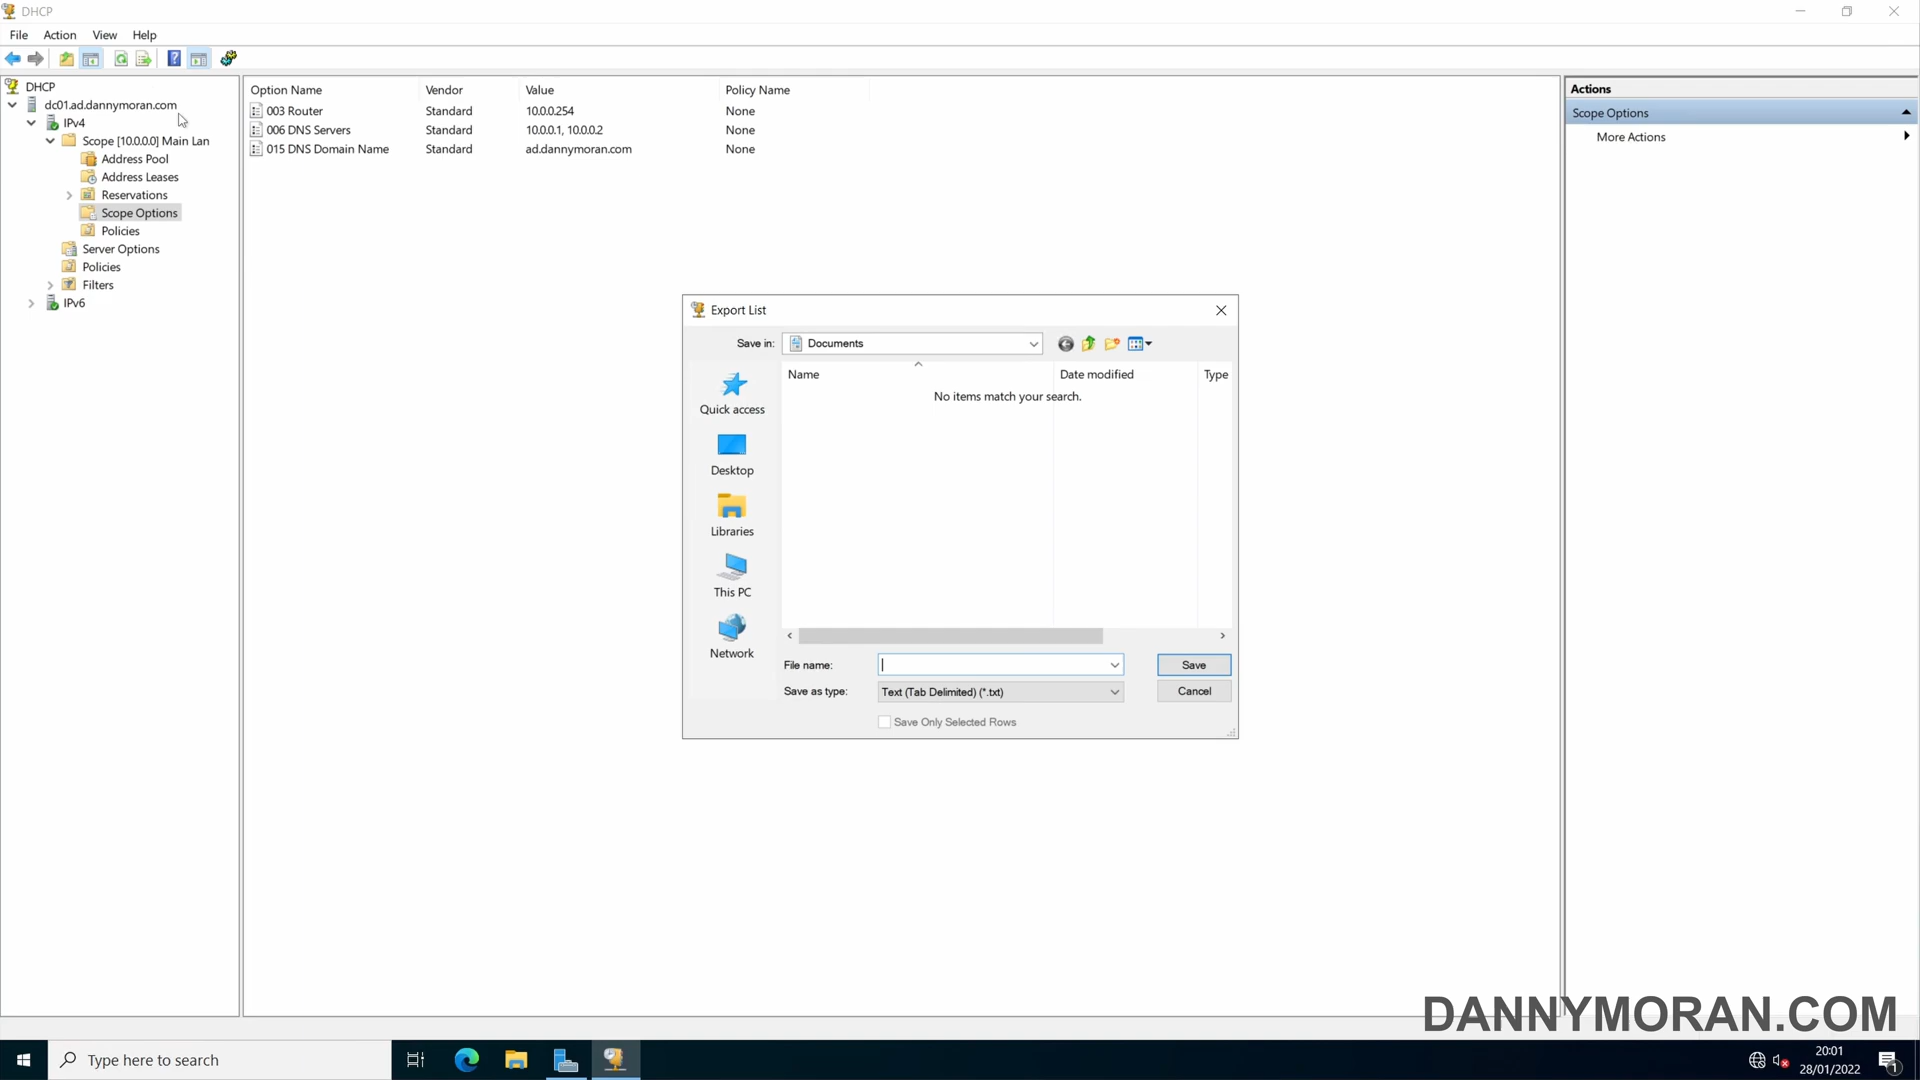 DHCP
File Action View Help
DHCP
dc01.ad.dannymoran.com
IPv4
Scope [10.0.0.0] Main Lan
Address Pool
Address Leases
Reservations
Scope Options
Policies
Server Options
Policies
Filters
IPv6
Option Name Vendor Value Policy Name
003 Router Standard 10.0.0.254 None
006 DNS Servers Standard 10.0.0.1, 10.0.0.2 None
015 DNS Domain Name Standard ad.dannymoran.com None
Actions
Scope Options
More Actions
Export List
Save in: Documents
Name Date modified Type
No items match your search.
Quick access
Desktop
Libraries
This PC
Network
File name: Save
Save as type: Text (Tab Delimited) (*.txt) Cancel
Save Only Selected Rows
DANNYMORAN.COM
Type here to search
20:01
28/01/2022
1